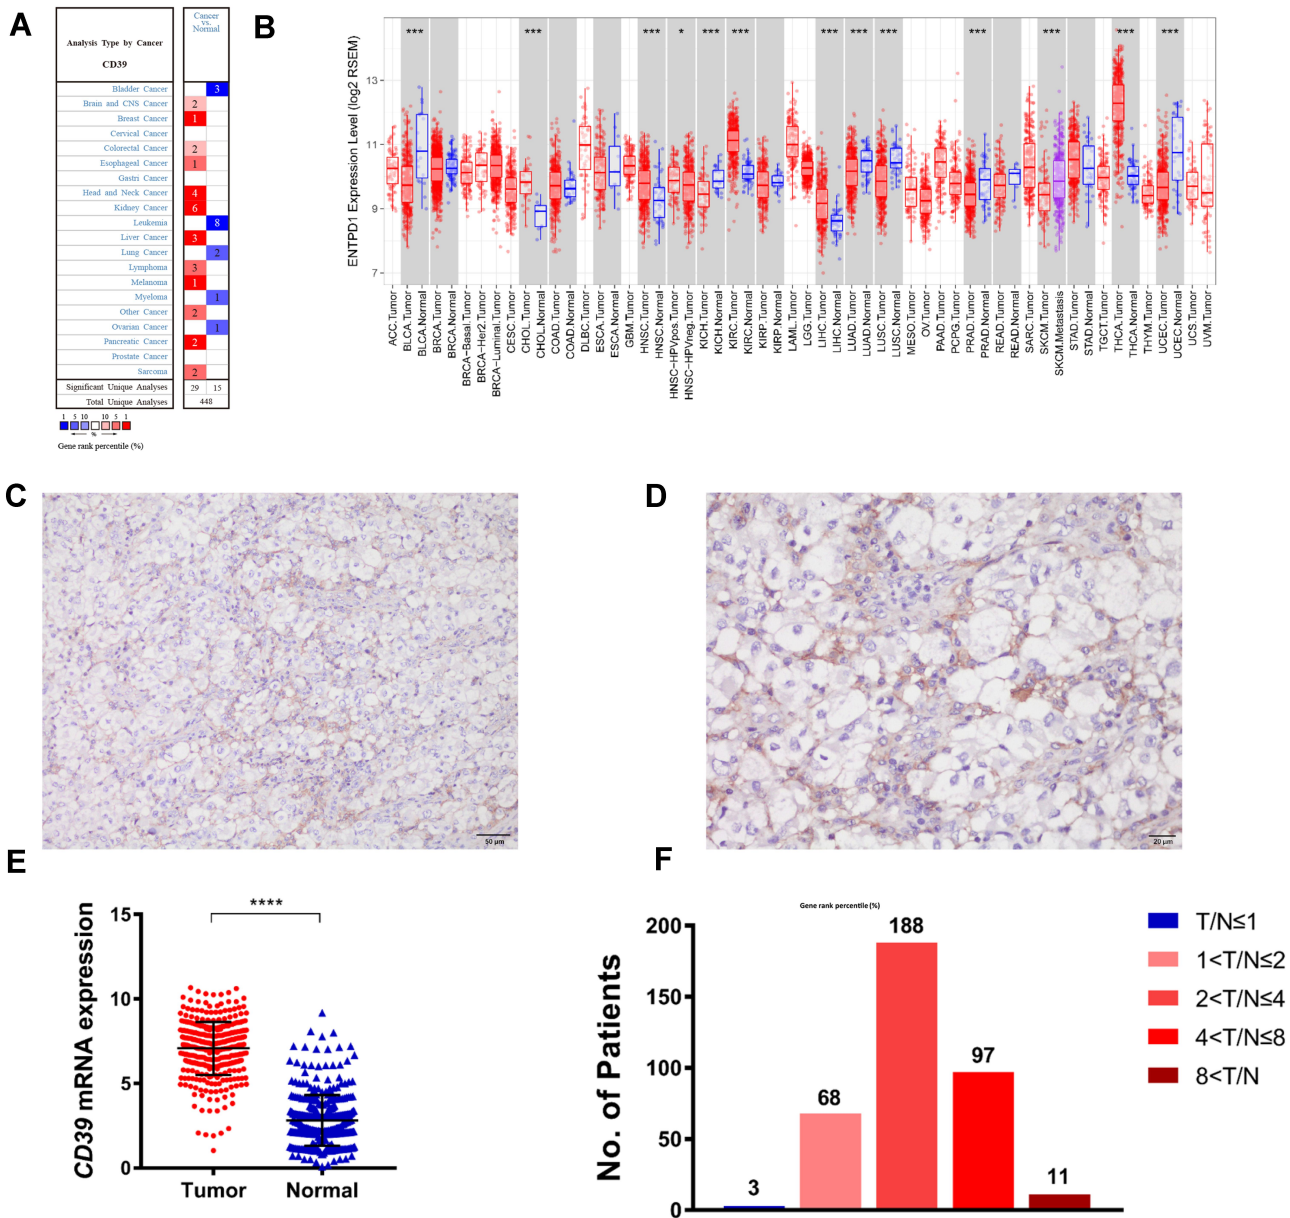 A
Analysis Type by Cancer
CD39
Cancer
vs.
Normal
Bladder Cancer 3
Brain and CNS Cancer 2
Breast Cancer 1
Cervical Cancer
Colorectal Cancer 2
Esophageal Cancer 1
Gastri Cancer
Head and Neck Cancer 4
Kidney Cancer 6
Leukemia 8
Liver Cancer 3
Lung Cancer 2
Lymphoma 3
Melanoma 1
Myeloma 1
Other Cancer 2
Ovarian Cancer 1
Pancreatic Cancer 2
Prostate Cancer
Sarcoma 2
Significant Unique Analyses 29 15
Total Unique Analyses 448
1 5 10 10 5 1
%
Gene rank percentile (%)
B
ENTPD1 Expression Level (log2 RSEM)
13
11
9
7
*** *** *** * *** *** *** *** *** *** *** *** ***
ACC.Tumor
BLCA.Tumor
BLCA.Normal
BRCA.Tumor
BRCA.Normal
BRCA-Basal.Tumor
BRCA-Her2.Tumor
BRCA-Luminal.Tumor
CESC.Tumor
CHOL.Tumor
CHOL.Normal
COAD.Tumor
COAD.Normal
DLBC.Tumor
ESCA.Tumor
ESCA.Normal
GBM.Tumor
HNSC.Tumor
HNSC.Normal
HNSC-HPVpos.Tumor
HNSC-HPVneg.Tumor
KICH.Tumor
KICH.Normal
KIRC.Tumor
KIRC.Normal
KIRP.Tumor
KIRP.Normal
LAML.Tumor
LGG.Tumor
LIHC.Tumor
LIHC.Normal
LUAD.Tumor
LUAD.Normal
LUSC.Tumor
LUSC.Normal
MESO.Tumor
OV.Tumor
PAAD.Tumor
PCPG.Tumor
PRAD.Tumor
PRAD.Normal
READ.Tumor
READ.Normal
SARC.Tumor
SKCM.Tumor
SKCM.Metastasis
STAD.Tumor
STAD.Normal
TGCT.Tumor
THCA.Tumor
THCA.Normal
THYM.Tumor
UCEC.Tumor
UCEC.Normal
UCS.Tumor
UVM.Tumor
C
50 μm
D
20 μm
E
CD39 mRNA expression
15
10
5
0
****
Tumor Normal
F
Gene rank percentile (%)
No. of Patients
200
150
100
50
0
3
68
188
97
11
T/N≤1
1<T/N≤2
2<T/N≤4
4<T/N≤8
8<T/N